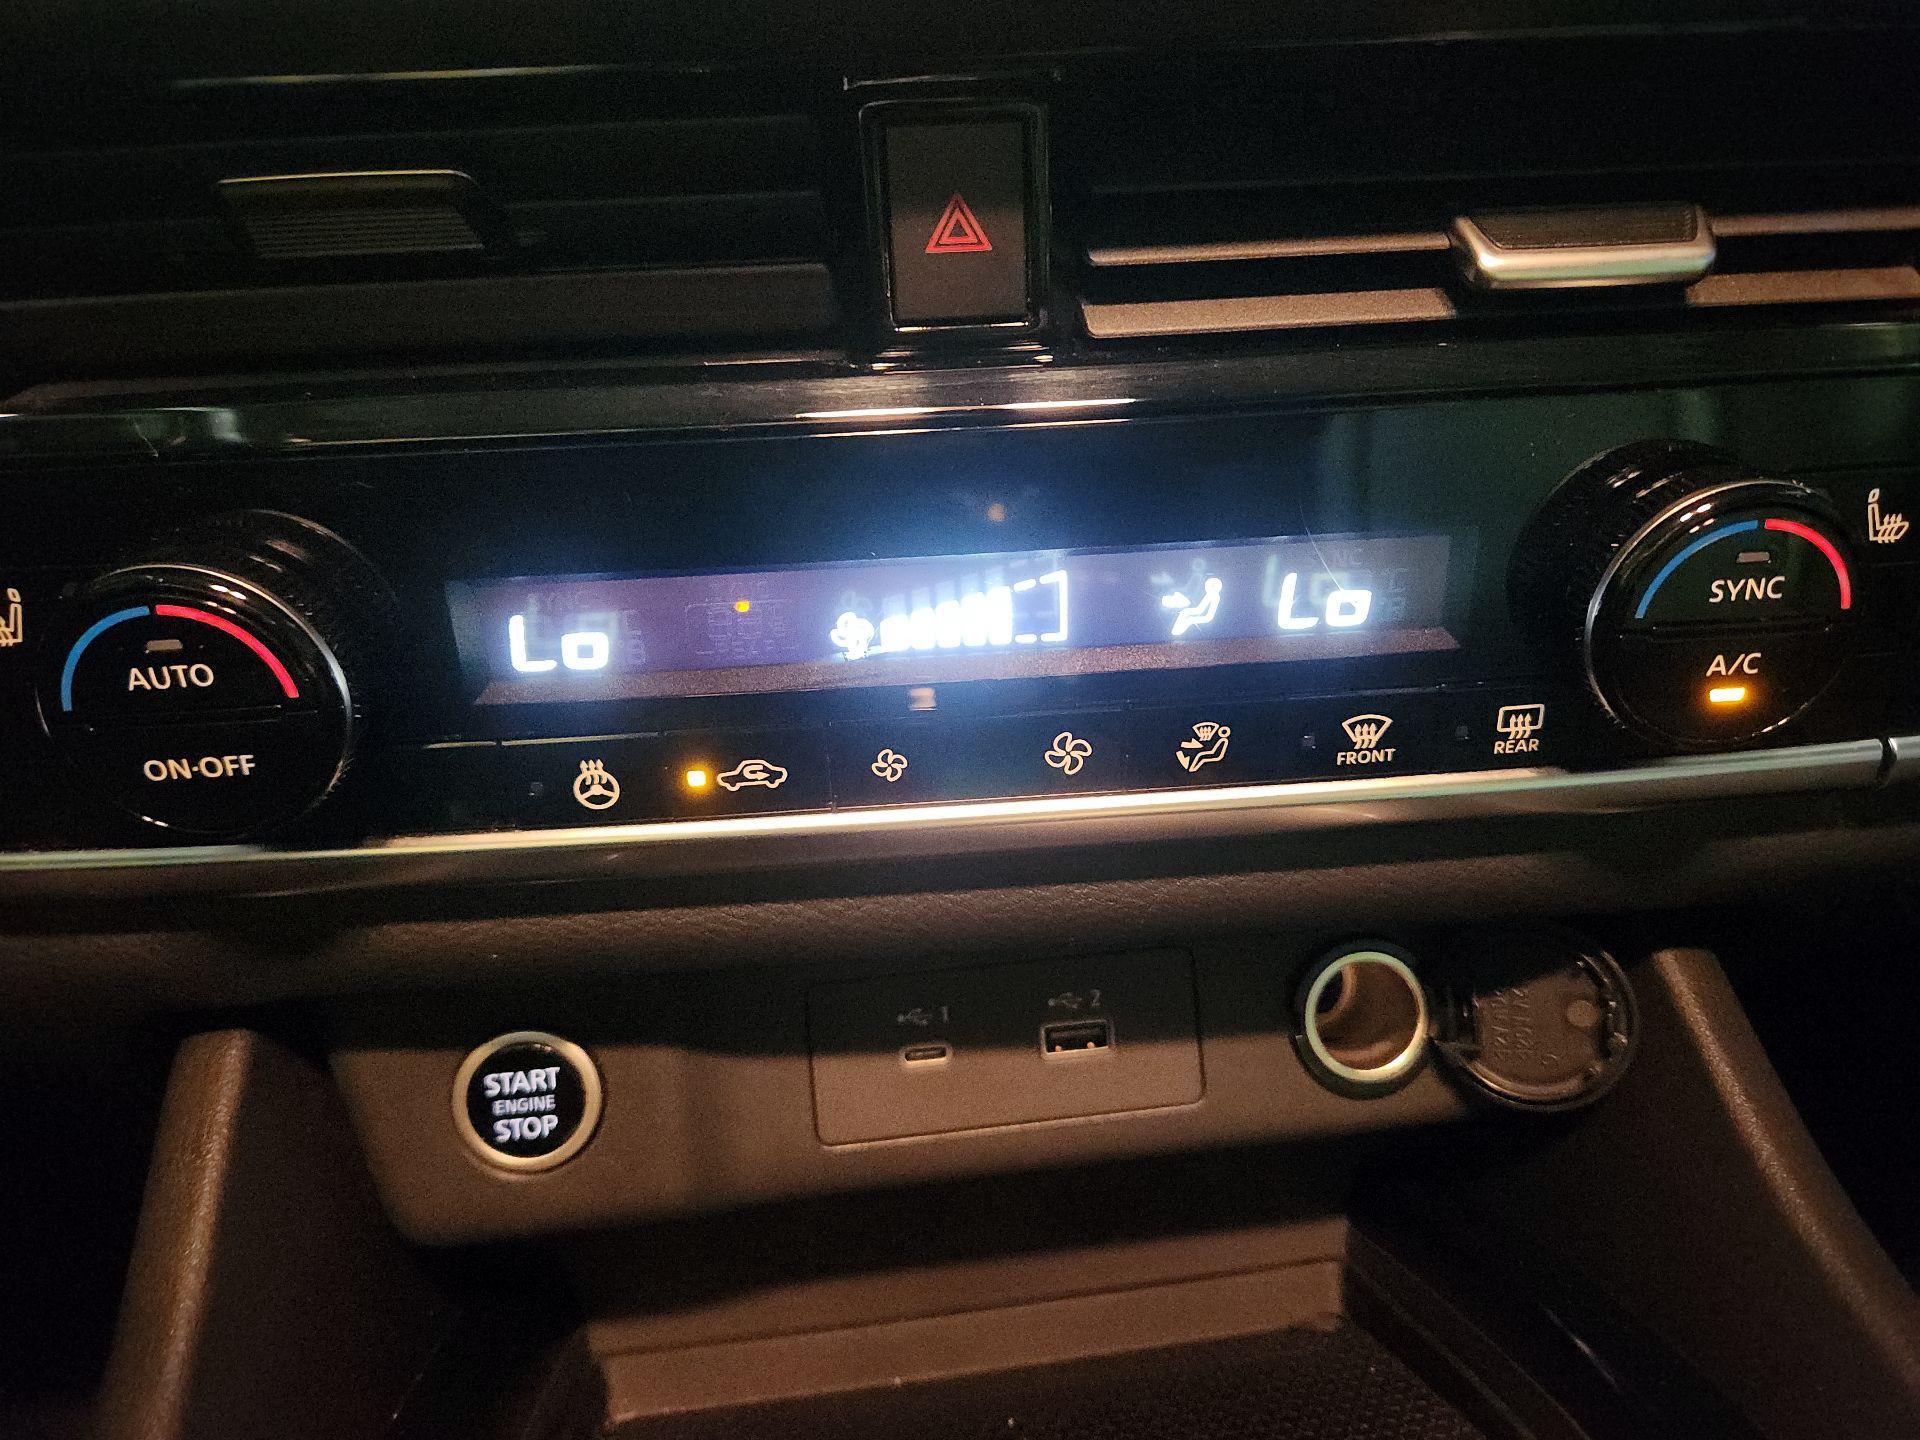 Lo
Lo
AUTO
ON-OFF
SYNC
A/C
FRONT
REAR
START
ENGINE
STOP
1
2